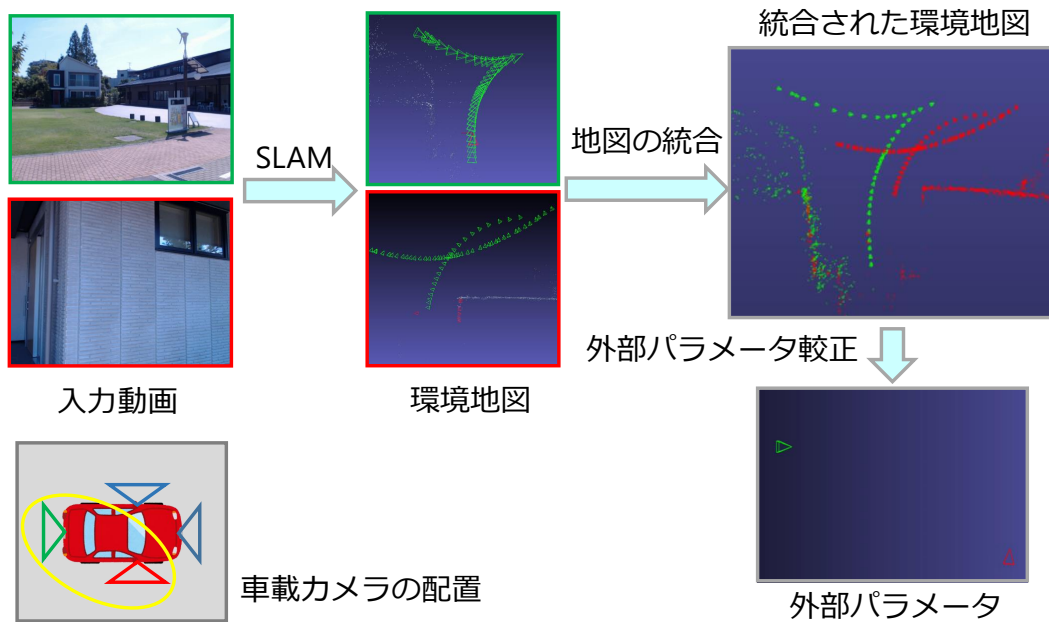 統合された環境地図
SLAM
地図の統合
外部パラメータ較正
入力動画
環境地図
車載カメラの配置
外部パラメータ